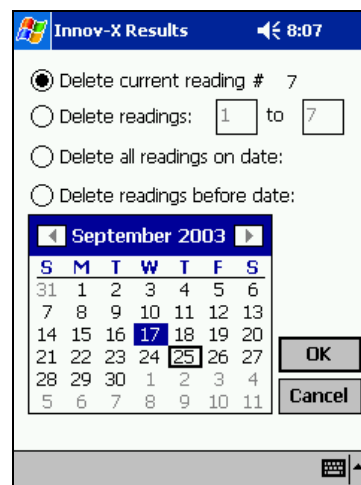 Innov-X Results 8:07
Delete current reading # 7
Delete readings: 1 to 7
Delete all readings on date:
Delete readings before date:
September 2003
S M T W T F S
31 1 2 3 4 5 6
7 8 9 10 11 12 13
14 15 16 17 18 19 20
21 22 23 24 25 26 27
28 29 30 1 2 3 4
5 6 7 8 9 10 11
OK
Cancel